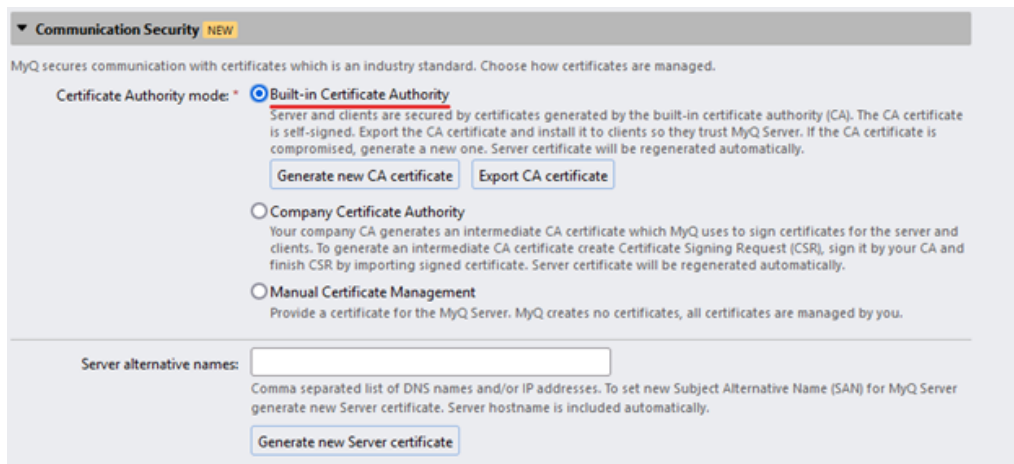 Communication Security NEW
MyQ secures communication with certificates which is an industry standard. Choose how certificates are managed.
Certificate Authority mode: * Built-in Certificate Authority
Server and clients are secured by certificates generated by the built-in certificate authority (CA). The CA certificate
is self-signed. Export the CA certificate and install it to clients so they trust MyQ Server. If the CA certificate is
compromised, generate a new one. Server certificate will be regenerated automatically.
Generate new CA certificate Export CA certificate
Company Certificate Authority
Your company CA generates an intermediate CA certificate which MyQ uses to sign certificates for the server and
clients. To generate an intermediate CA certificate create Certificate Signing Request (CSR), sign it by your CA and
finish CSR by importing signed certificate. Server certificate will be regenerated automatically.
Manual Certificate Management
Provide a certificate for the MyQ Server. MyQ creates no certificates, all certificates are managed by you.
Server alternative names:
Comma separated list of DNS names and/or IP addresses. To set new Subject Alternative Name (SAN) for MyQ Server
generate new Server certificate. Server hostname is included automatically.
Generate new Server certificate